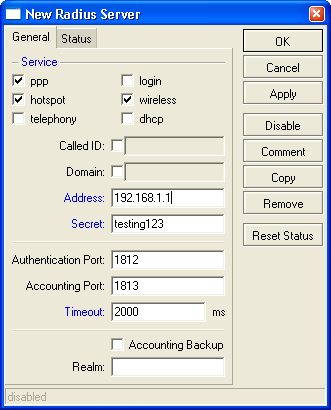 New Radius Server
General Status
OK
Service
ppp login
Cancel
hotspot wireless
Apply
telephony dhcp
Disable
Called ID:
Comment
Domain:
Copy
Address: 192.168.1.1
Remove
Secret: testing123
Reset Status
Authentication Port: 1812
Accounting Port: 1813
Timeout: 2000 ms
Accounting Backup
Realm:
disabled